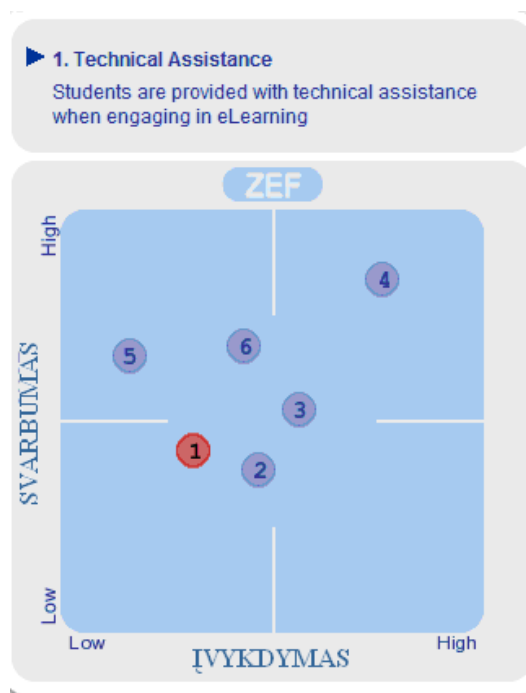 1. Technical Assistance
Students are provided with technical assistance
when engaging in eLearning
ZEF
High
4
6
5
3
SVARBUMAS
1
2
Low
Low
High
ĮVYKDYMAS